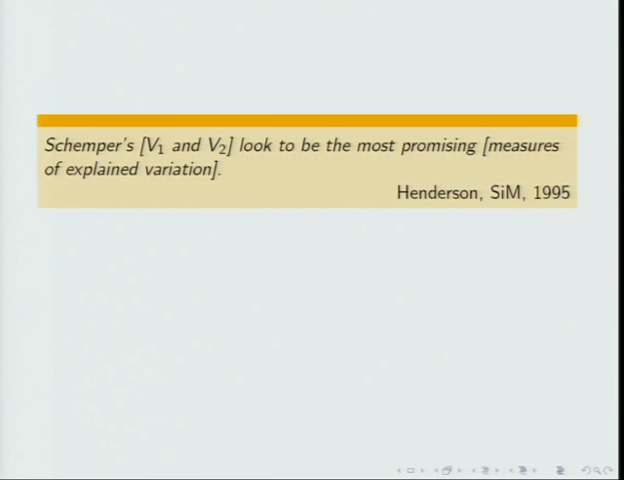 Schemper's [V₁ and V₂] look to be the most promising [measures
of explained variation].
Henderson, SiM, 1995